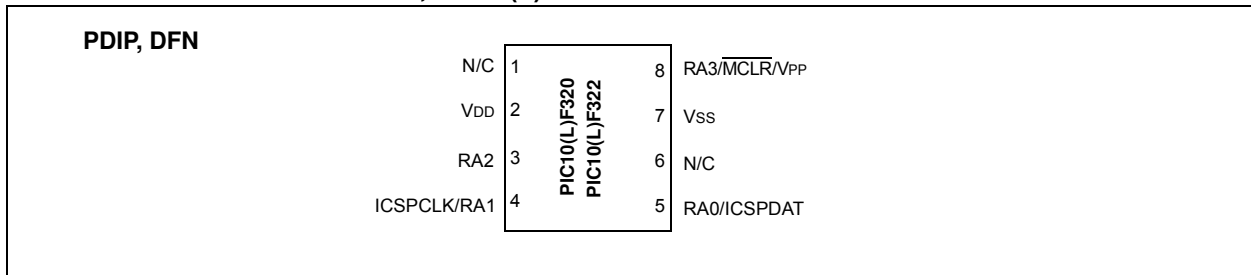 PDIP, DFN
N/C 1
VDD 2
RA2 3
ICSPCLK/RA1 4
PIC10(L)F320
PIC10(L)F322
8 RA3/MCLR/VPP
7 VSS
6 N/C
5 RA0/ICSPDAT